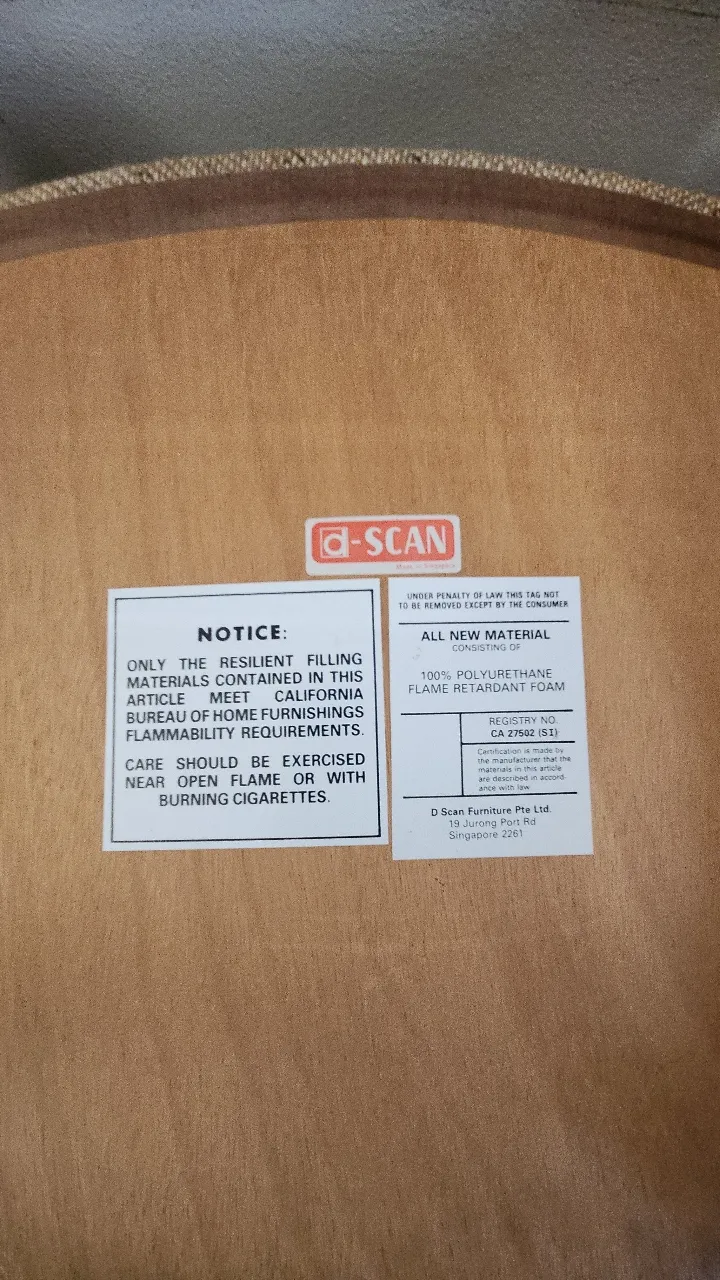 d-SCAN
Made in Singapore
NOTICE:
ONLY THE RESILIENT FILLING
MATERIALS CONTAINED IN THIS
ARTICLE MEET CALIFORNIA
BUREAU OF HOME FURNISHINGS
FLAMMABILITY REQUIREMENTS.
CARE SHOULD BE EXERCISED
NEAR OPEN FLAME OR WITH
BURNING CIGARETTES.
UNDER PENALTY OF LAW THIS TAG NOT
TO BE REMOVED EXCEPT BY THE CONSUMER
ALL NEW MATERIAL
CONSISTING OF
100% POLYURETHANE
FLAME RETARDANT FOAM
REGISTRY NO.
CA 27502 (SI)
Certification is made by
the manufacturer that the
materials in this article
are described in accord-
ance with law
D Scan Furniture Pte Ltd.
19 Jurong Port Rd
Singapore 2261